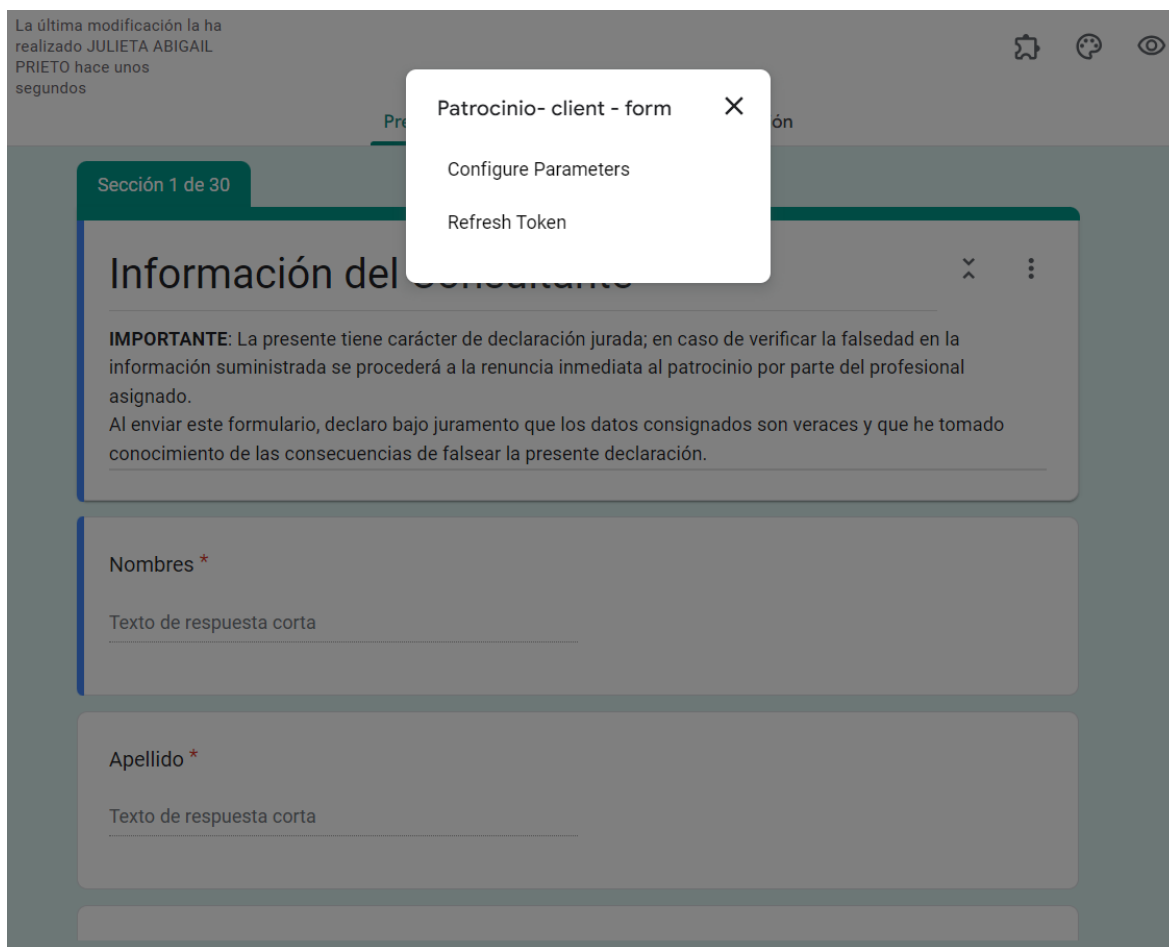 La última modificación la ha
realizado JULIETA ABIGAIL
PRIETO hace unos
segundos
Patrocinio- client - form
Pre
ón
Configure Parameters
Refresh Token
Sección 1 de 30
Información del
IMPORTANTE: La presente tiene carácter de declaración jurada; en caso de verificar la falsedad en la
información suministrada se procederá a la renuncia inmediata al patrocinio por parte del profesional
asignado.
Al enviar este formulario, declaro bajo juramento que los datos consignados son veraces y que he tomado
conocimiento de las consecuencias de falsear la presente declaración.
Nombres *
Texto de respuesta corta
Apellido *
Texto de respuesta corta